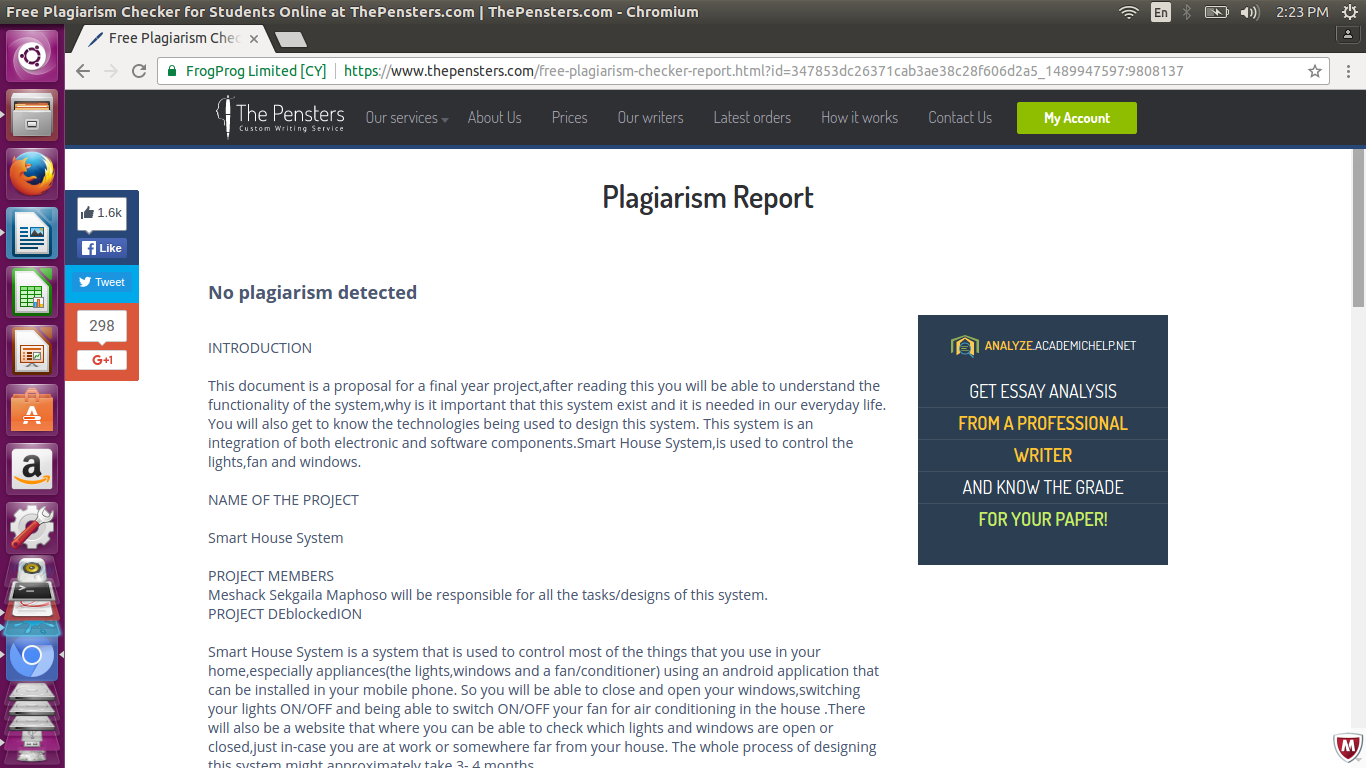 Free Plagiarism Checker for Students Online at ThePensters.com | ThePensters.com - Chromium
En
2:23 PM
Free Plagiarism Chec
FrogProg Limited [CY]
https://www.thepensters.com/free-plagiarism-checker-report.html?id=347853dc26371cab3ae38c28f606d2a5_1489947597:9808137
The Pensters
Custom Writing Service
Our services
About Us
Prices
Our writers
Latest orders
How it works
Contact Us
My Account
1.6k
Like
Tweet
298
G+1
Plagiarism Report
No plagiarism detected
INTRODUCTION
This document is a proposal for a final year project,after reading this you will be able to understand the
functionality of the system,why is it important that this system exist and it is needed in our everyday life.
You will also get to know the technologies being used to design this system. This system is an
integration of both electronic and software components.Smart House System,is used to control the
lights,fan and windows.
NAME OF THE PROJECT
Smart House System
PROJECT MEMBERS
Meshack Sekgaila Maphoso will be responsible for all the tasks/designs of this system.
PROJECT DEblockedION
Smart House System is a system that is used to control most of the things that you use in your
home,especially appliances(the lights,windows and a fan/conditioner) using an android application that
can be installed in your mobile phone. So you will be able to close and open your windows,switching
your lights ON/OFF and being able to switch ON/OFF your fan for air conditioning in the house .There
will also be a website that where you can be able to check which lights and windows are open or
closed,just in-case you are at work or somewhere far from your house. The whole process of designing
this system might approximately take 3- 4 months
ANALYZE.ACADEMICHELP.NET
GET ESSAY ANALYSIS
FROM A PROFESSIONAL
WRITER
AND KNOW THE GRADE
FOR YOUR PAPER!